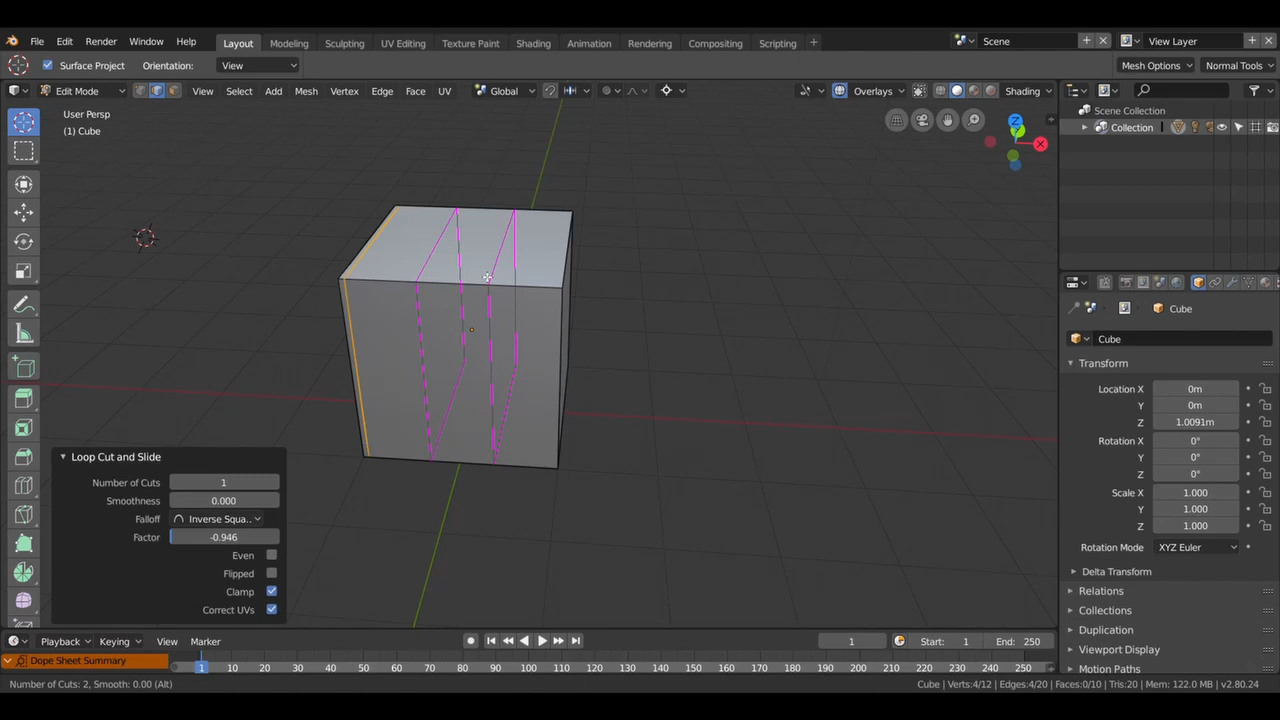 File Edit Render Window Help Layout Modeling Sculpting UV Editing Texture Paint Shading Animation Rendering Compositing Scripting + Scene View Layer
Surface Project Orientation: View Mesh Options Normal Tools
Edit Mode View Select Add Mesh Vertex Edge Face UV Global Overlays Shading
User Persp
(1) Cube
Scene Collection
Collection
Z
Y
X
Cube
Cube
Transform
Location X 0m
Y 0m
Z 1.0091m
Rotation X 0°
Y 0°
Z 0°
Scale X 1.000
Y 1.000
Z 1.000
Rotation Mode XYZ Euler
Delta Transform
Relations
Collections
Duplication
Viewport Display
Motion Paths
Loop Cut and Slide
Number of Cuts 1
Smoothness 0.000
Falloff Inverse Squa..
Factor -0.946
Even
Flipped
Clamp
Correct UVs
Playback Keying View Marker 1 Start: 1 End: 250
Dope Sheet Summary 1 10 20 30 40 50 60 70 80 90 100 110 120 130 140 150 160 170 180 190 200 210 220 230 240 250
Number of Cuts: 2, Smooth: 0.00 (Alt) Cube | Verts:4/12 | Edges:4/20 | Faces:0/10 | Tris:20 | Mem: 122.0 MB | v2.80.24